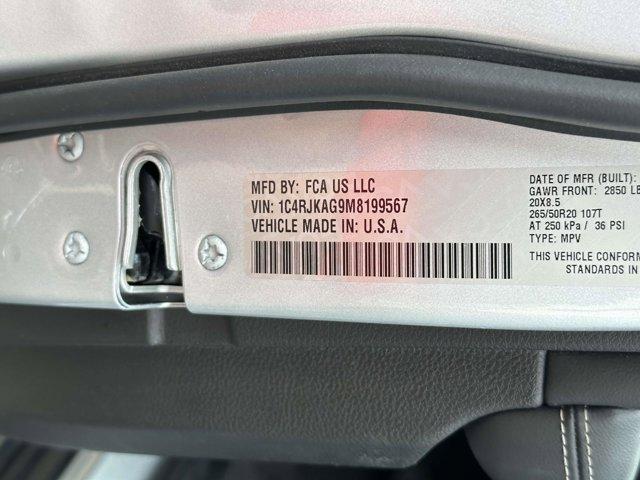 MFD BY: FCA US LLC
VIN: 1C4RJKAG9M8199567
VEHICLE MADE IN: U.S.A.
DATE OF MFR (BUILT):
GAWR FRONT: 2850 LB
20X8.5
265/50R20 107T
AT 250 kPa / 36 PSI
TYPE: MPV
THIS VEHICLE CONFORM
STANDARDS IN